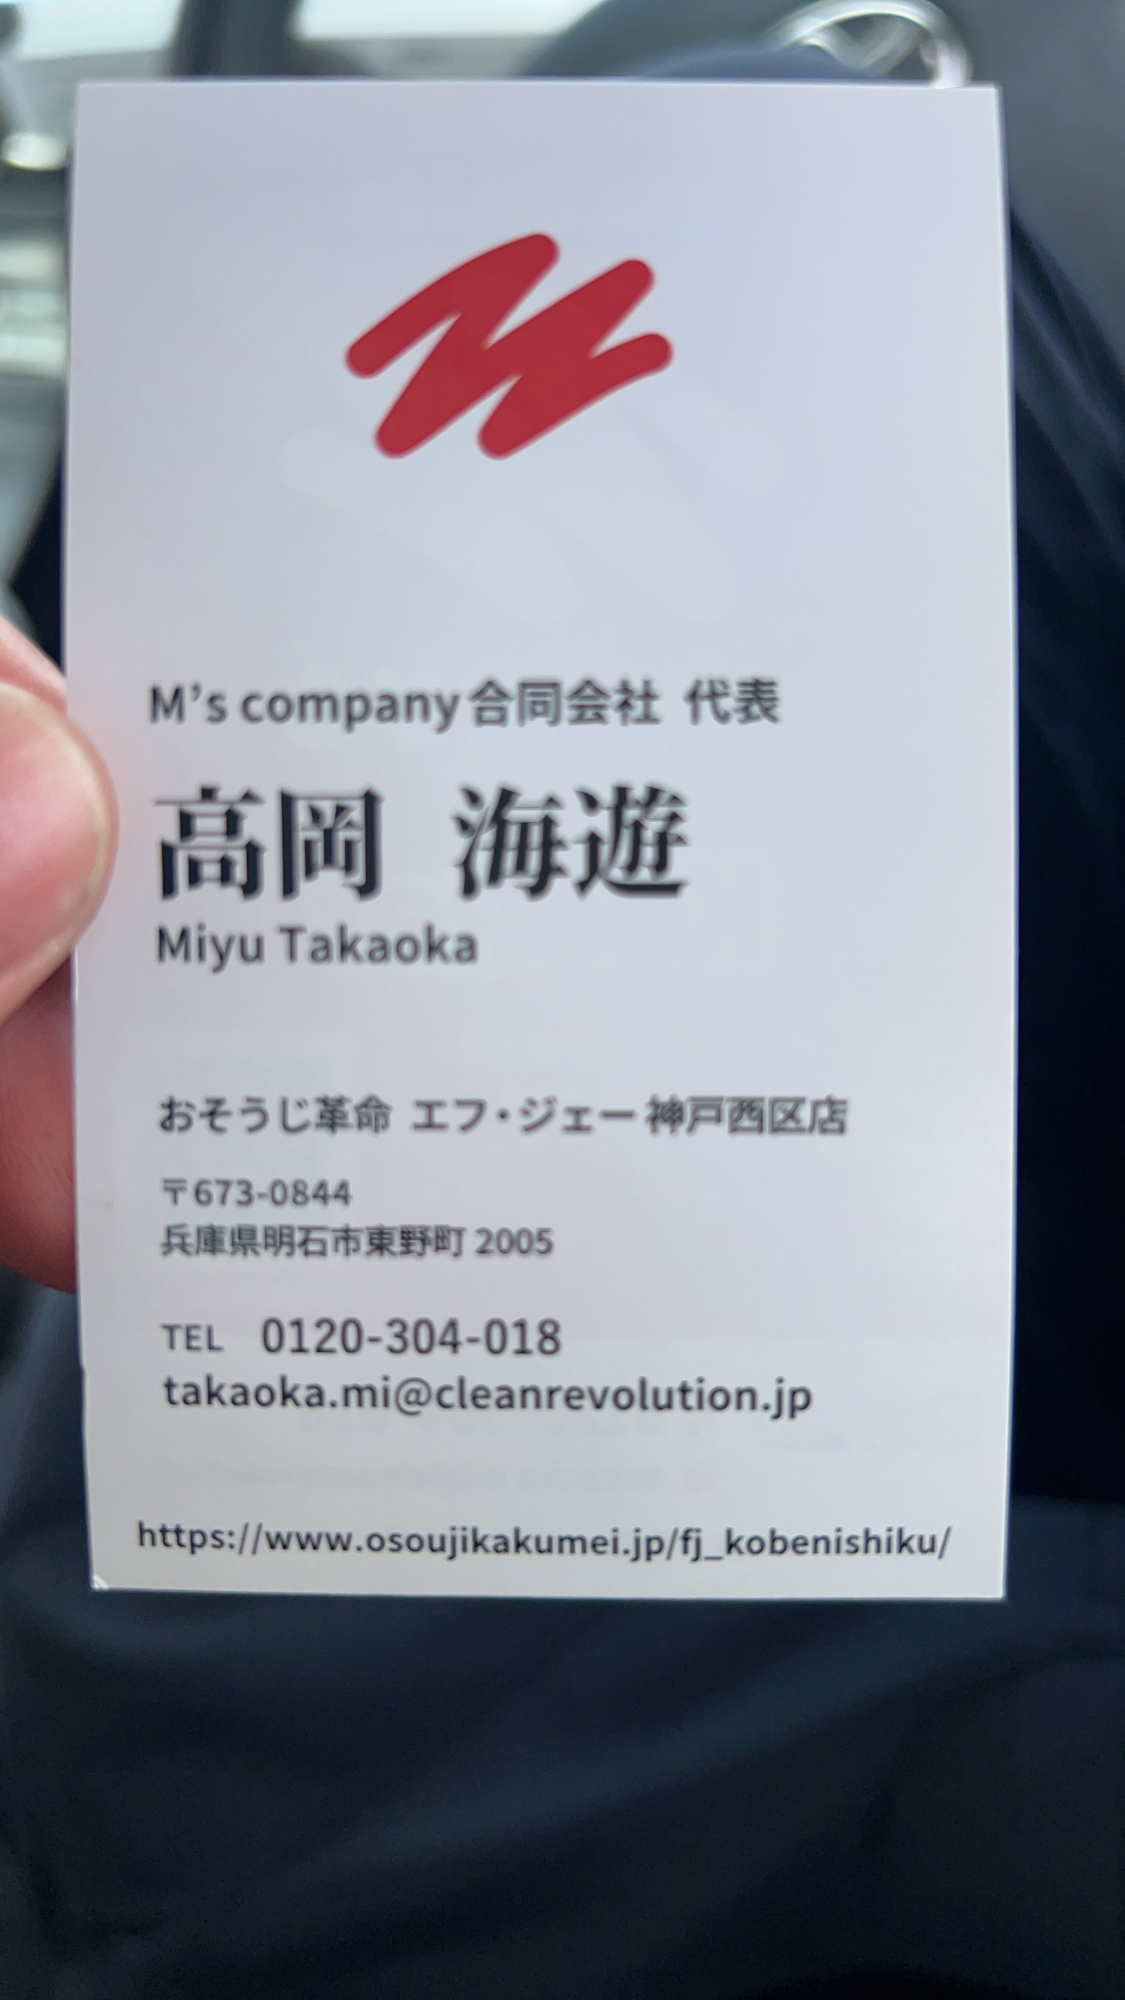 M's company合同会社 代表
高岡 海遊
Miyu Takaoka
おそうじ革命 エフ・ジェー神戸西区店
〒673-0844
兵庫県明石市東野町 2005
TEL 0120-304-018
takaoka.mi@cleanrevolution.jp
https://www.osoujikakumei.jp/fj_kobenishiku/